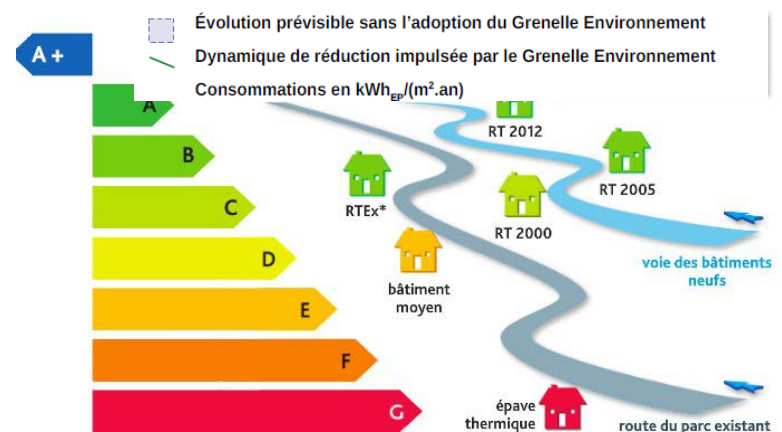 Évolution prévisible sans l'adoption du Grenelle Environnement
Dynamique de réduction impulsée par le Grenelle Environnement
Consommations en kWhEP/(m².an)
A+
A
B
C
D
E
F
G
RT 2012
RT 2005
RTEx*
RT 2000
voie des bâtiments
neufs
bâtiment
moyen
épave
thermique
route du parc existant